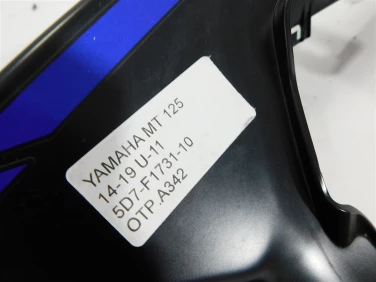 YAMAHA MT 125
14-19 U-11
5D7-F1731-10
OTP.A342